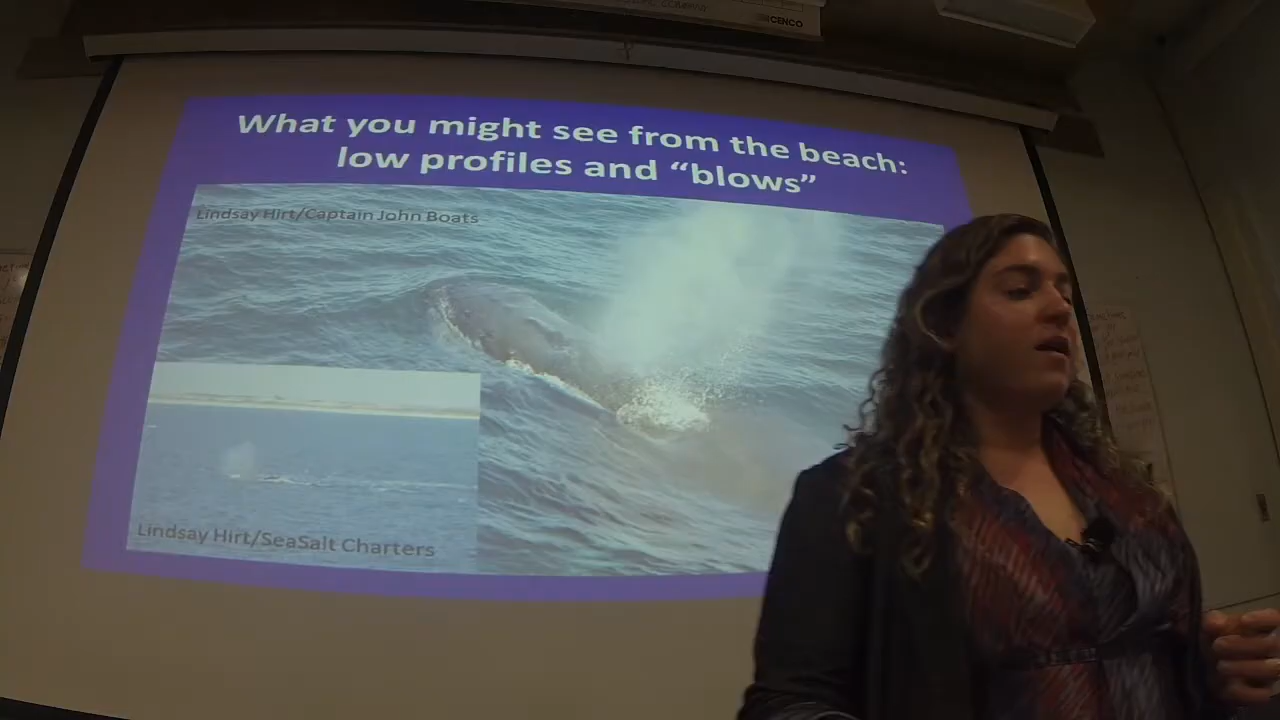 CENCO
What you might see from the beach:
low profiles and “blows”
Lindsay Hirt/Captain John Boats
Lindsay Hirt/SeaSalt Charters